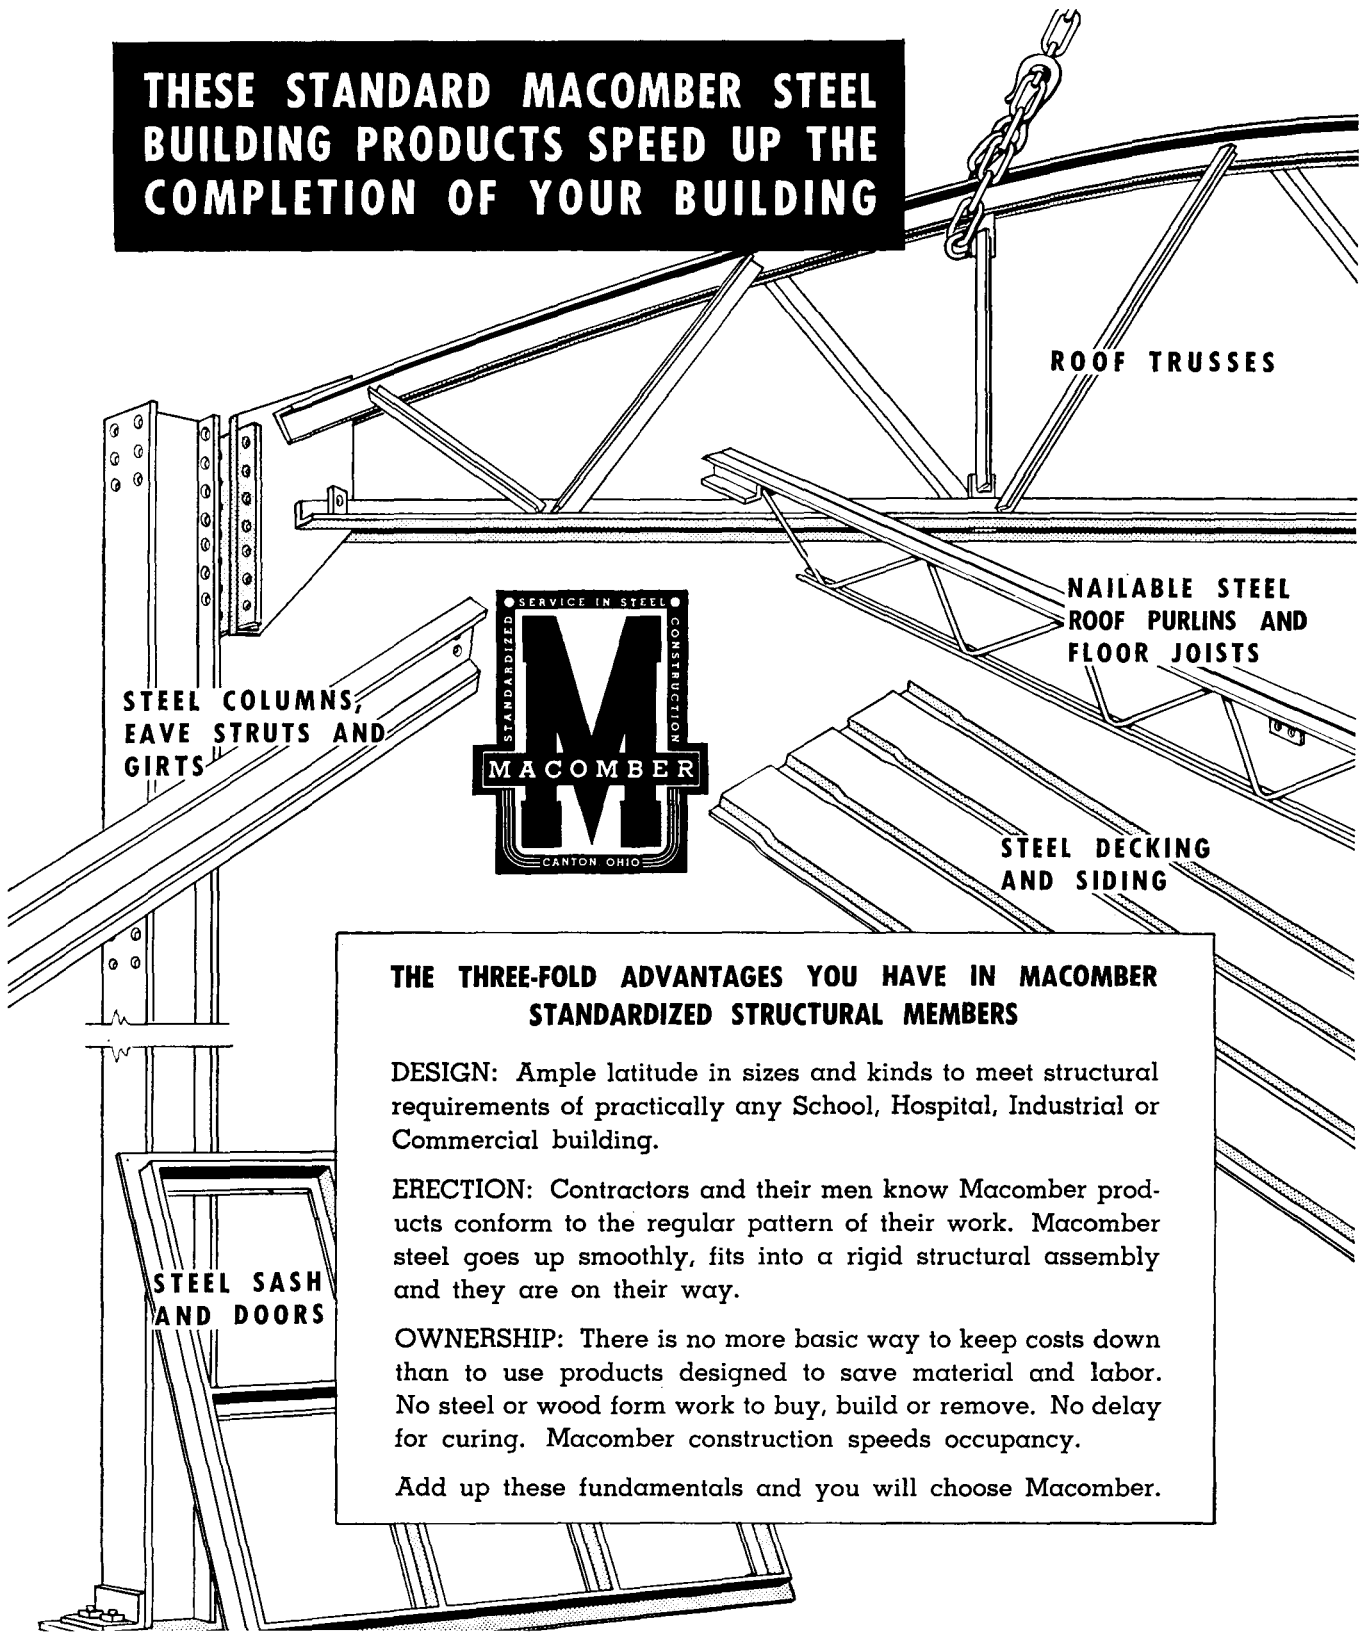 THESE STANDARD MACOMBER STEEL
BUILDING PRODUCTS SPEED UP THE
COMPLETION OF YOUR BUILDING
ROOF TRUSSES
NAILABLE STEEL
ROOF PURLINS AND
FLOOR JOISTS
STEEL COLUMNS,
EAVE STRUTS AND
GIRTS
SERVICE IN STEEL
STANDARDIZED
CONSTRUCTION
M
MACOMBER
CANTON OHIO
STEEL DECKING
AND SIDING
THE THREE-FOLD ADVANTAGES YOU HAVE IN MACOMBER
STANDARDIZED STRUCTURAL MEMBERS
DESIGN: Ample latitude in sizes and kinds to meet structural
requirements of practically any School, Hospital, Industrial or
Commercial building.
ERECTION: Contractors and their men know Macomber prod-
ucts conform to the regular pattern of their work. Macomber
steel goes up smoothly, fits into a rigid structural assembly
and they are on their way.
OWNERSHIP: There is no more basic way to keep costs down
than to use products designed to save material and labor.
No steel or wood form work to buy, build or remove. No delay
for curing. Macomber construction speeds occupancy.
Add up these fundamentals and you will choose Macomber.
STEEL SASH
AND DOORS